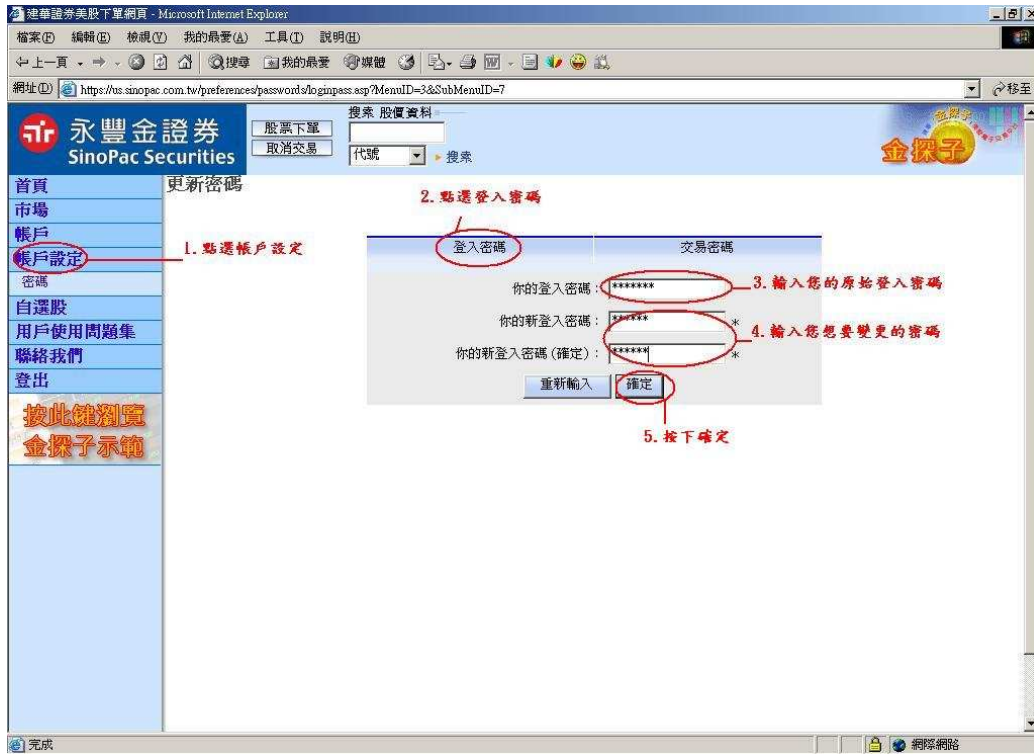 建華證券美股下單網頁 - Microsoft Internet Explorer
檔案(F) 編輯(E) 檢視(V) 我的最愛(A) 工具(T) 說明(H)
上一頁 搜尋 我的最愛 媒體
網址(D) https://us.sinopac.com.tw/preferences/passwords/loginpass.asp?MenuID=3&SubMenuID=7 移至
永豐金證券
SinoPac Securities
股票下單
取消交易
搜索 股價資料
代號 搜索
金探子
首頁
市場
帳戶
帳戶設定
密碼
自選股
用戶使用問題集
聯絡我們
登出
按此鍵瀏覽
金探子示範
更新密碼
1. 點選帳戶設定
2. 點選登入密碼
登入密碼 交易密碼
你的登入密碼: *******
3. 輸入您的原始登入密碼
你的新登入密碼: ****** *
4. 輸入您想要變更的密碼
你的新登入密碼(確定): ****** *
重新輸入 確定
5. 按下確定
完成 網際網路